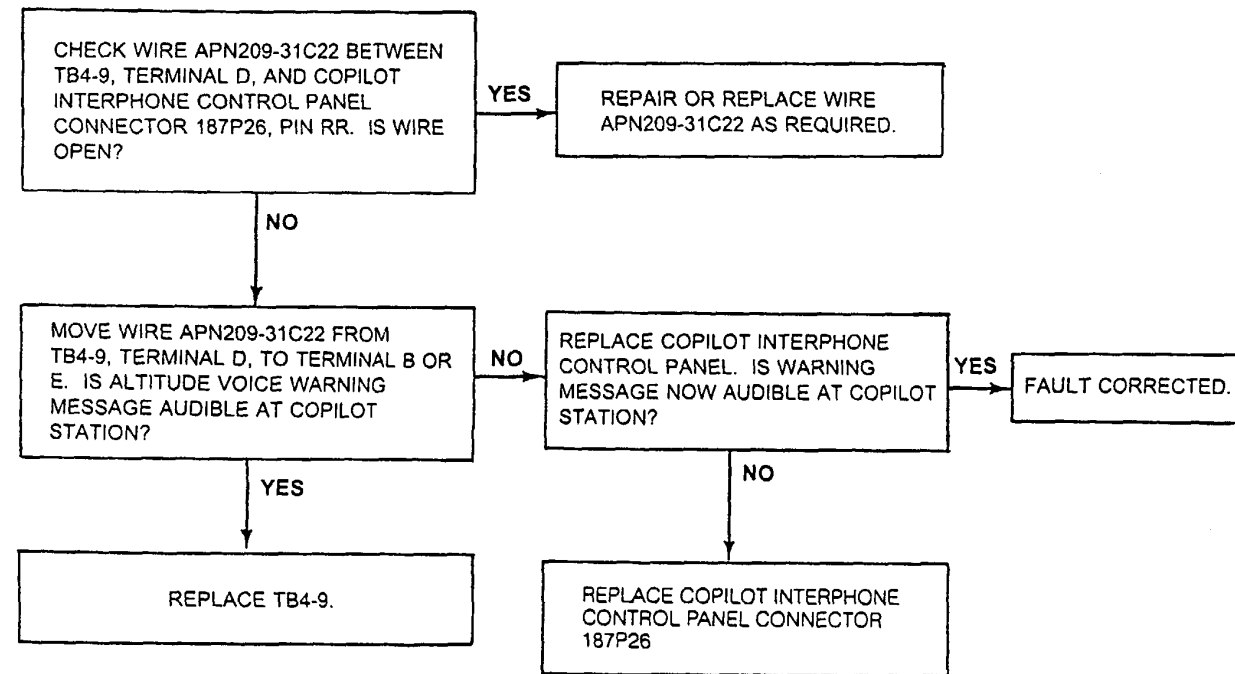 CHECK WIRE APN209-31C22 BETWEEN
TB4-9, TERMINAL D, AND COPILOT
INTERPHONE CONTROL PANEL
CONNECTOR 187P26, PIN RR. IS WIRE
OPEN?
YES
REPAIR OR REPLACE WIRE
APN209-31C22 AS REQUIRED.
NO
MOVE WIRE APN209-31C22 FROM
TB4-9, TERMINAL D, TO TERMINAL B OR
E. IS ALTITUDE VOICE WARNING
MESSAGE AUDIBLE AT COPILOT
STATION?
NO
REPLACE COPILOT INTERPHONE
CONTROL PANEL. IS WARNING
MESSAGE NOW AUDIBLE AT COPILOT
STATION?
YES
FAULT CORRECTED.
YES
NO
REPLACE TB4-9.
REPLACE COPILOT INTERPHONE
CONTROL PANEL CONNECTOR
187P26